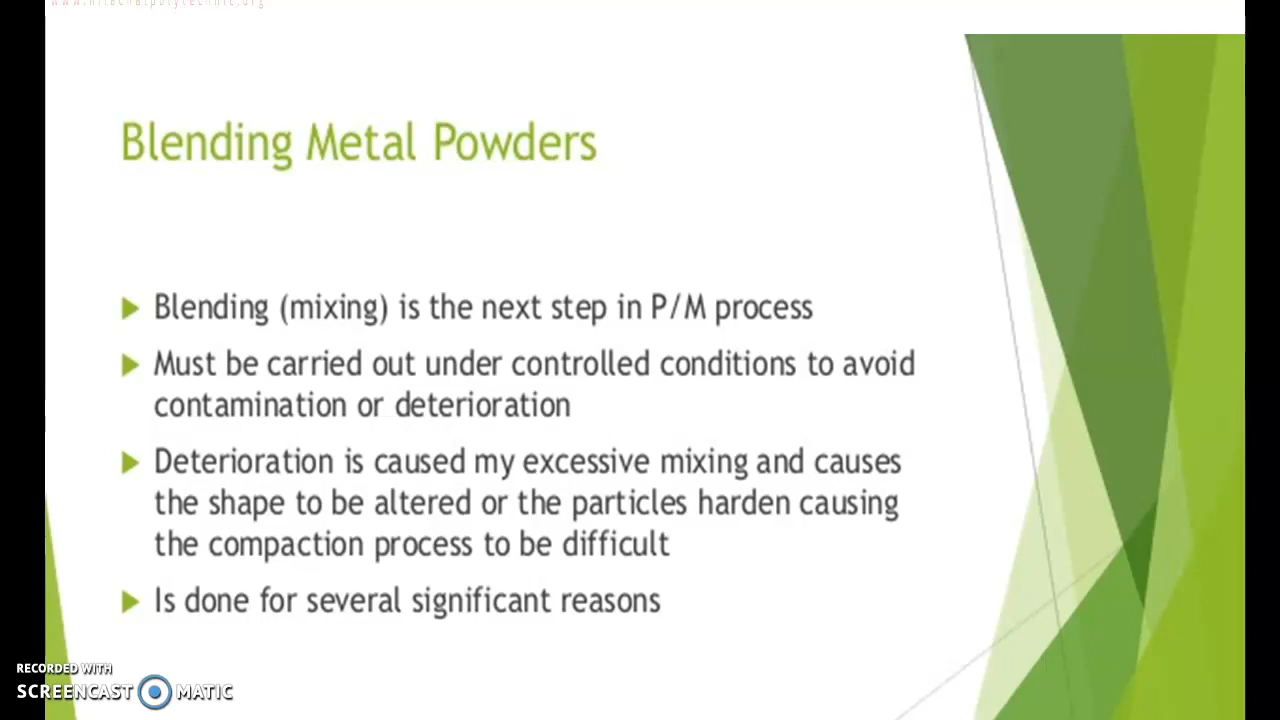 Blending Metal Powders
Blending (mixing) is the next step in P/M process
Must be carried out under controlled conditions to avoid
contamination or deterioration
Deterioration is caused my excessive mixing and causes
the shape to be altered or the particles harden causing
the compaction process to be difficult
Is done for several significant reasons
RECORDED WITH
SCREENCAST MATIC